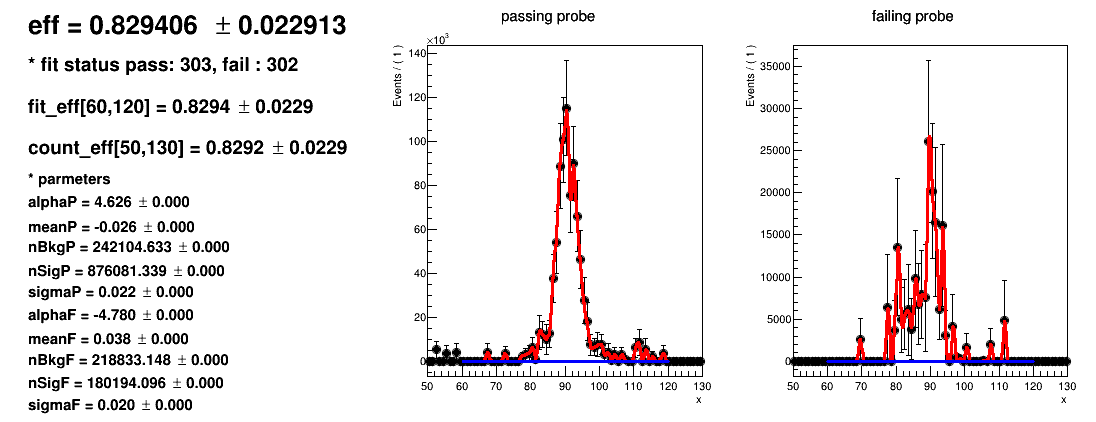 eff = 0.829406 ± 0.022913
* fit status pass: 303, fail : 302
fit_eff[60,120] = 0.8294 ± 0.0229
count_eff[50,130] = 0.8292 ± 0.0229
* parmeters
alphaP = 4.626 ± 0.000
meanP = -0.026 ± 0.000
nBkgP = 242104.633 ± 0.000
nSigP = 876081.339 ± 0.000
sigmaP = 0.022 ± 0.000
alphaF = -4.780 ± 0.000
meanF = 0.038 ± 0.000
nBkgF = 218833.148 ± 0.000
nSigF = 180194.096 ± 0.000
sigmaF = 0.020 ± 0.000
passing probe
×10³
Events / ( 1 )
140
120
100
80
60
40
20
0
50 60 70 80 90 100 110 120 130
x
failing probe
Events / ( 1 )
35000
30000
25000
20000
15000
10000
5000
0
50 60 70 80 90 100 110 120 130
x